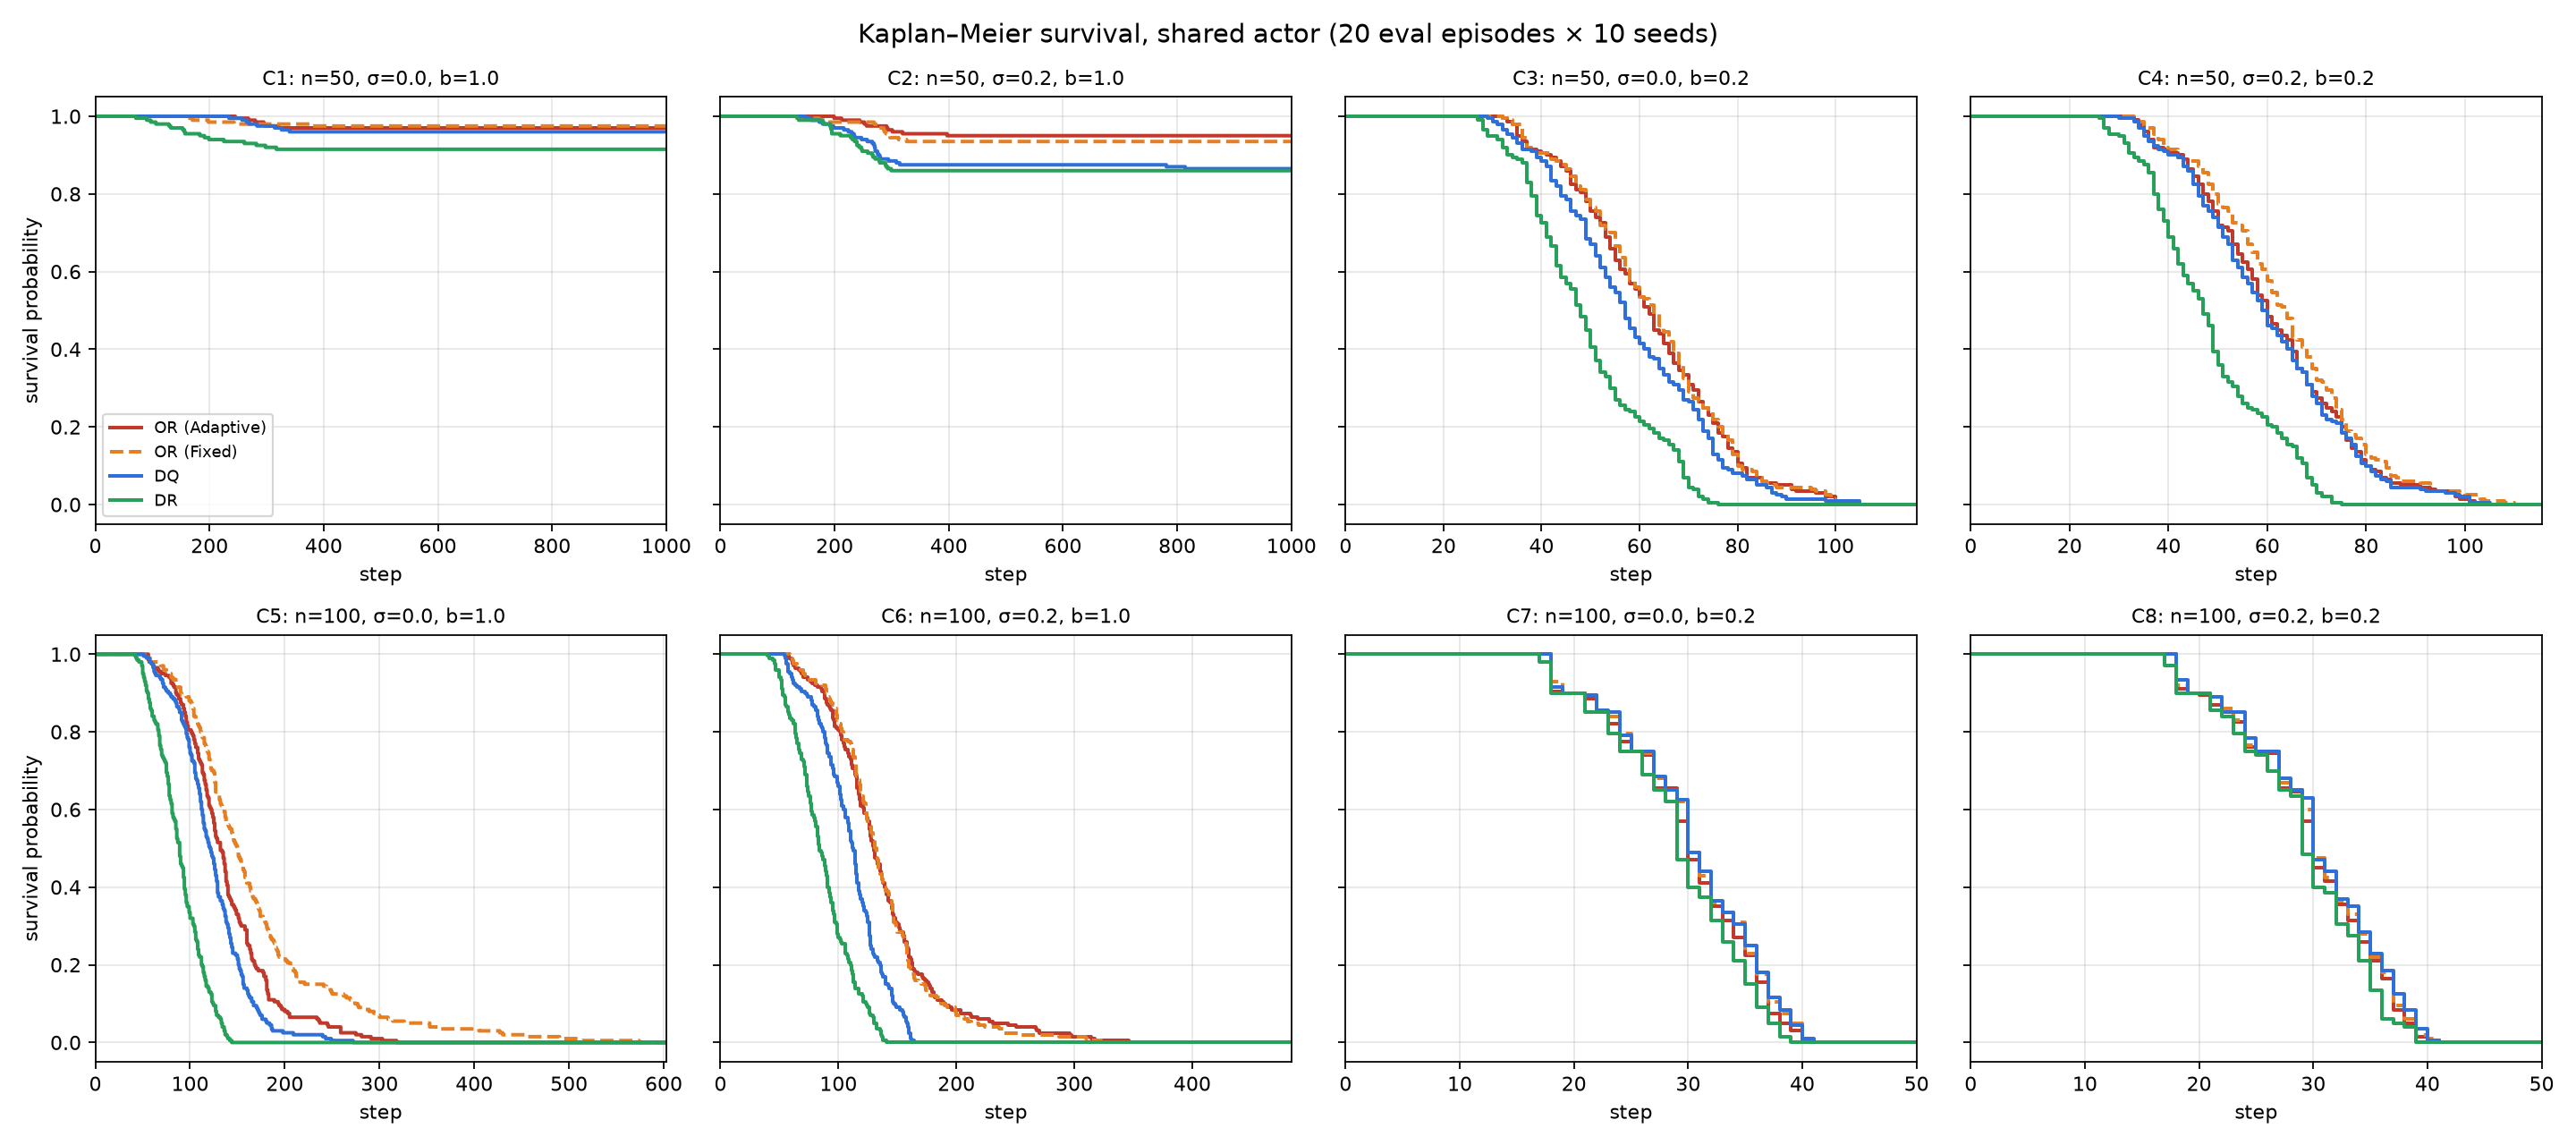 Kaplan–Meier survival, shared actor (20 eval episodes × 10 seeds)
C1: n=50, σ=0.0, b=1.0
survival probability
1.0
0.8
0.6
0.4
0.2
0.0
OR (Adaptive)
OR (Fixed)
DQ
DR
0 200 400 600 800 1000
step
C2: n=50, σ=0.2, b=1.0
0 200 400 600 800 1000
step
C3: n=50, σ=0.0, b=0.2
0 20 40 60 80 100
step
C4: n=50, σ=0.2, b=0.2
0 20 40 60 80 100
step
C5: n=100, σ=0.0, b=1.0
survival probability
1.0
0.8
0.6
0.4
0.2
0.0
0 100 200 300 400 500 600
step
C6: n=100, σ=0.2, b=1.0
0 100 200 300 400
step
C7: n=100, σ=0.0, b=0.2
0 10 20 30 40 50
step
C8: n=100, σ=0.2, b=0.2
0 10 20 30 40 50
step